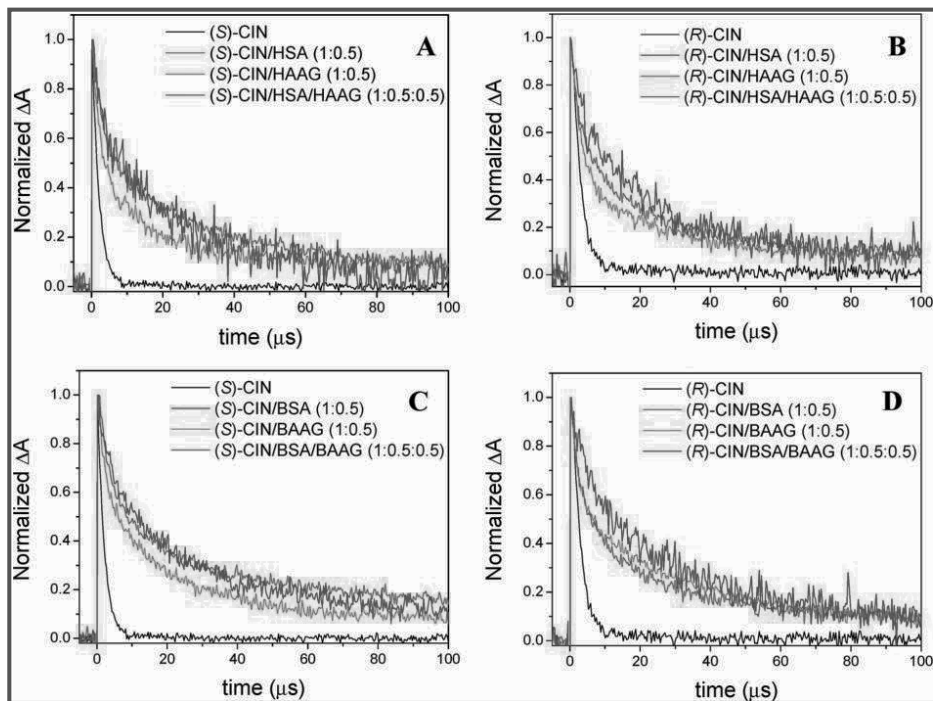 A
(S)-CIN
(S)-CIN/HSA (1:0.5)
(S)-CIN/HAAG (1:0.5)
(S)-CIN/HSA/HAAG (1:0.5:0.5)
Normalized ΔA
1.0
0.8
0.6
0.4
0.2
0.0
0 20 40 60 80 100
time (μs)
B
(R)-CIN
(R)-CIN/HSA (1:0.5)
(R)-CIN/HAAG (1:0.5)
(R)-CIN/HSA/HAAG (1:0.5:0.5)
Normalized ΔA
1.0
0.8
0.6
0.4
0.2
0.0
0 20 40 60 80 100
time (μs)
C
(S)-CIN
(S)-CIN/BSA (1:0.5)
(S)-CIN/BAAG (1:0.5)
(S)-CIN/BSA/BAAG (1:0.5:0.5)
Normalized ΔA
1.0
0.8
0.6
0.4
0.2
0.0
0 20 40 60 80 100
time (μs)
D
(R)-CIN
(R)-CIN/BSA (1:0.5)
(R)-CIN/BAAG (1:0.5)
(R)-CIN/BSA/BAAG (1:0.5:0.5)
Normalized ΔA
1.0
0.8
0.6
0.4
0.2
0.0
0 20 40 60 80 100
time (μs)